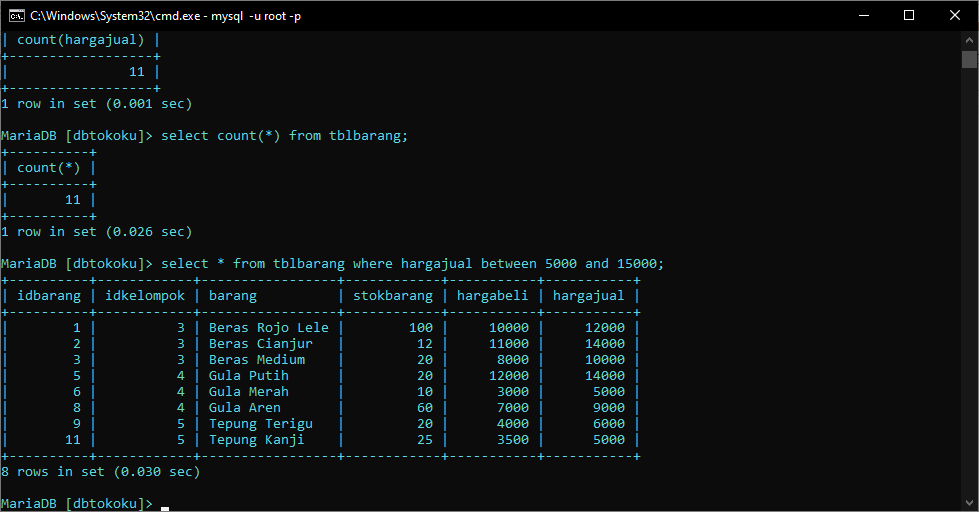 C:\Windows\System32\cmd.exe - mysql  -u root -p
| count(hargajual) |
+------------------+
|               11 |
+------------------+
1 row in set (0.001 sec)
MariaDB [dbtokoku]> select count(*) from tblbarang;
+----------+
| count(*) |
+----------+
|       11 |
+----------+
1 row in set (0.026 sec)
MariaDB [dbtokoku]> select * from tblbarang where hargajual between 5000 and 15000;
+----------+------------+-----------------+------------+-----------+-----------+
| idbarang | idkelompok | barang          | stokbarang | hargabeli | hargajual |
+----------+------------+-----------------+------------+-----------+-----------+
|        1 |          3 | Beras Rojo Lele |        100 |     10000 |     12000 |
|        2 |          3 | Beras Cianjur   |         12 |     11000 |     14000 |
|        3 |          3 | Beras Medium    |         20 |      8000 |     10000 |
|        5 |          4 | Gula Putih      |         20 |     12000 |     14000 |
|        6 |          4 | Gula Merah      |         10 |      3000 |      5000 |
|        8 |          4 | Gula Aren       |         60 |      7000 |      9000 |
|        9 |          5 | Tepung Terigu   |         20 |      4000 |      6000 |
|       11 |          5 | Tepung Kanji    |         25 |      3500 |      5000 |
+----------+------------+-----------------+------------+-----------+-----------+
8 rows in set (0.030 sec)
MariaDB [dbtokoku]> _